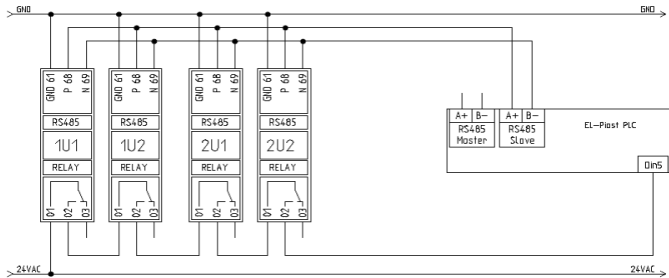 GND GND
GND 61 P 68 N 69 GND 61 P 68 N 69 GND 61 P 68 N 69 GND 61 P 68 N 69
RS485 RS485 RS485 RS485
1U1 1U2 2U1 2U2
RELAY RELAY RELAY RELAY
01 02 03 01 02 03 01 02 03 01 02 03
A+ B- A+ B-
RS485 RS485
Master Slave
EL-Piast PLC
DinS
24VAC 24VAC